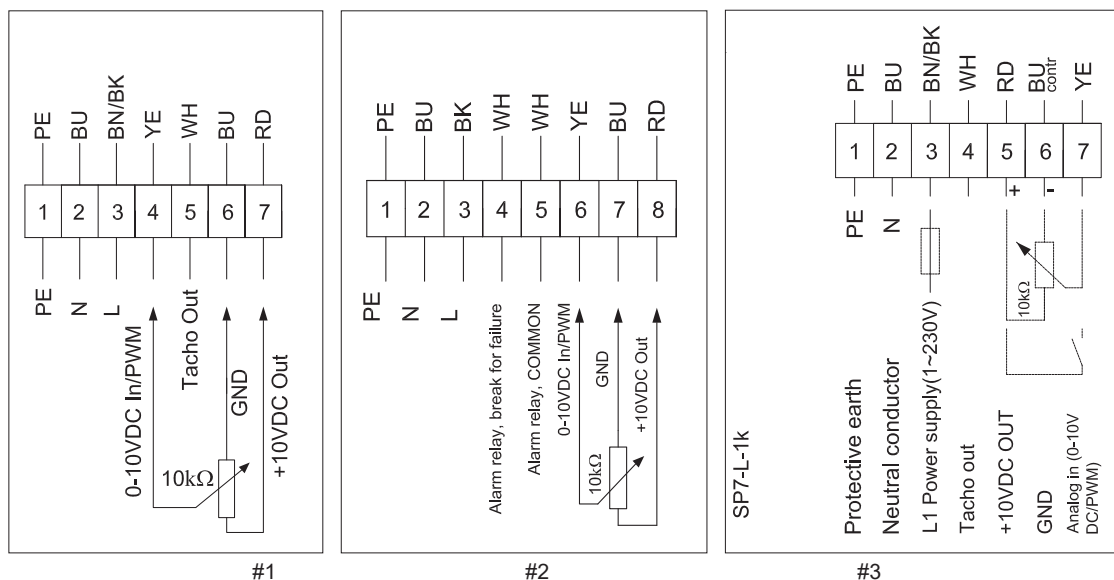 PE
BU
BN/BK
YE
WH
BU
RD
1 2 3 4 5 6 7
PE
N
L
0-10VDC In/PWM
Tacho Out
GND
+10VDC Out
10kΩ
#1
PE
BU
BK
WH
WH
YE
BU
RD
1 2 3 4 5 6 7 8
PE
N
L
Alarm relay, break for failure
Alarm relay, COMMON
0-10VDC In/PWM
GND
+10VDC Out
10kΩ
#2
PE
BU
BN/BK
WH
RD
BU
contr
YE
1 2 3 4 5 6 7
+ -
PE
N
10kΩ
SP7-L-1k
Protective earth
Neutral conductor
L1 Power supply(1~230V)
Tacho out
+10VDC OUT
GND
Analog in (0-10V
DC/PWM)
#3